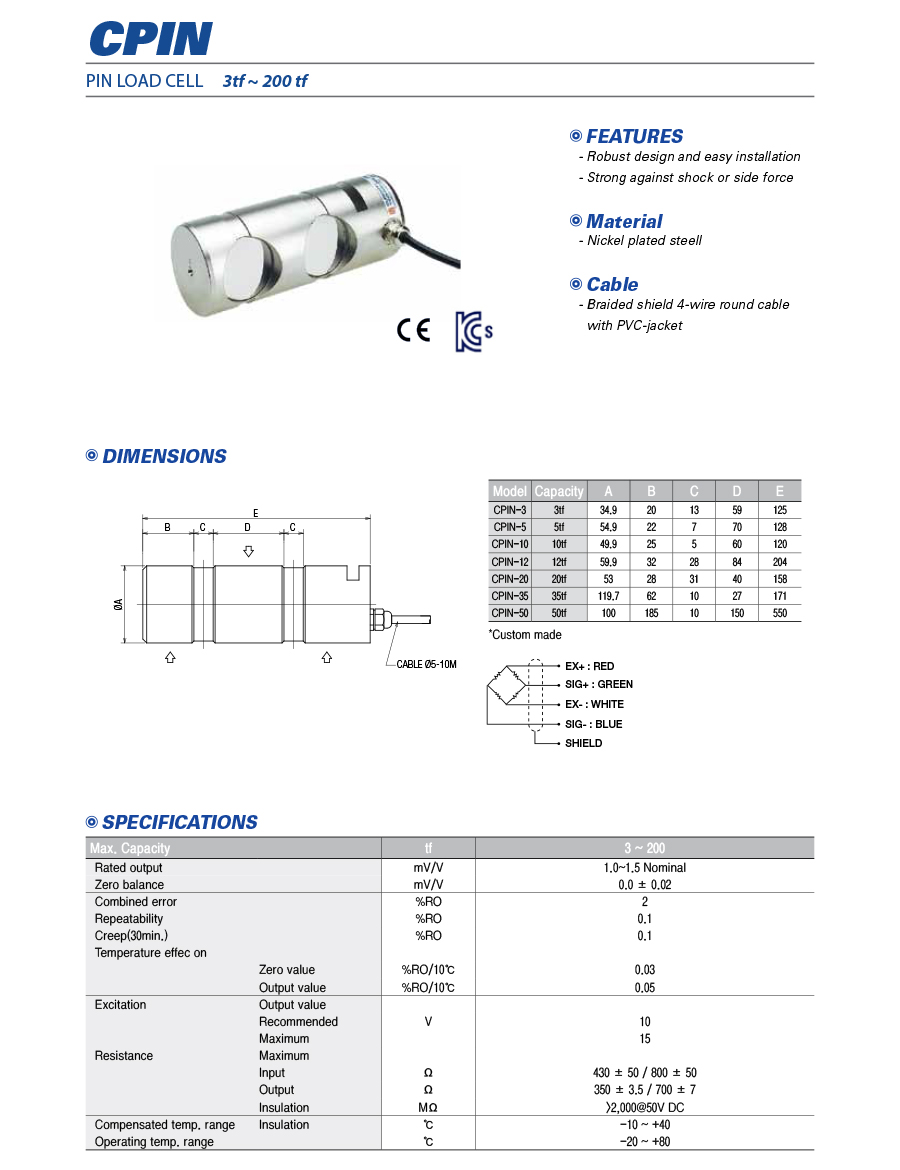 CPIN
PIN LOAD CELL 3tf ~ 200 tf
FEATURES
- Robust design and easy installation
- Strong against shock or side force
Material
- Nickel plated steell
Cable
- Braided shield 4-wire round cable
with PVC-jacket
CE
KC s
DIMENSIONS
E
B C D C
ØA
CABLE Ø5-10M
Model Capacity A B C D E
CPIN-3 3tf 34.9 20 13 59 125
CPIN-5 5tf 54.9 22 7 70 128
CPIN-10 10tf 49.9 25 5 60 120
CPIN-12 12tf 59.9 32 28 84 204
CPIN-20 20tf 53 28 31 40 158
CPIN-35 35tf 119.7 62 10 27 171
CPIN-50 50tf 100 185 10 150 550
*Custom made
EX+ : RED
SIG+ : GREEN
EX- : WHITE
SIG- : BLUE
SHIELD
SPECIFICATIONS
Max. Capacity tf 3 ~ 200
Rated output mV/V 1.0~1.5 Nominal
Zero balance mV/V 0.0 ± 0.02
Combined error %RO 2
Repeatability %RO 0.1
Creep(30min.) %RO 0.1
Temperature effec on
Zero value %RO/10℃ 0.03
Output value %RO/10℃ 0.05
Excitation Output value
Recommended V 10
Maximum 15
Resistance Maximum
Input Ω 430 ± 50 / 800 ± 50
Output Ω 350 ± 3.5 / 700 ± 7
Insulation MΩ >2,000@50V DC
Compensated temp. range Insulation ℃ -10 ~ +40
Operating temp. range ℃ -20 ~ +80